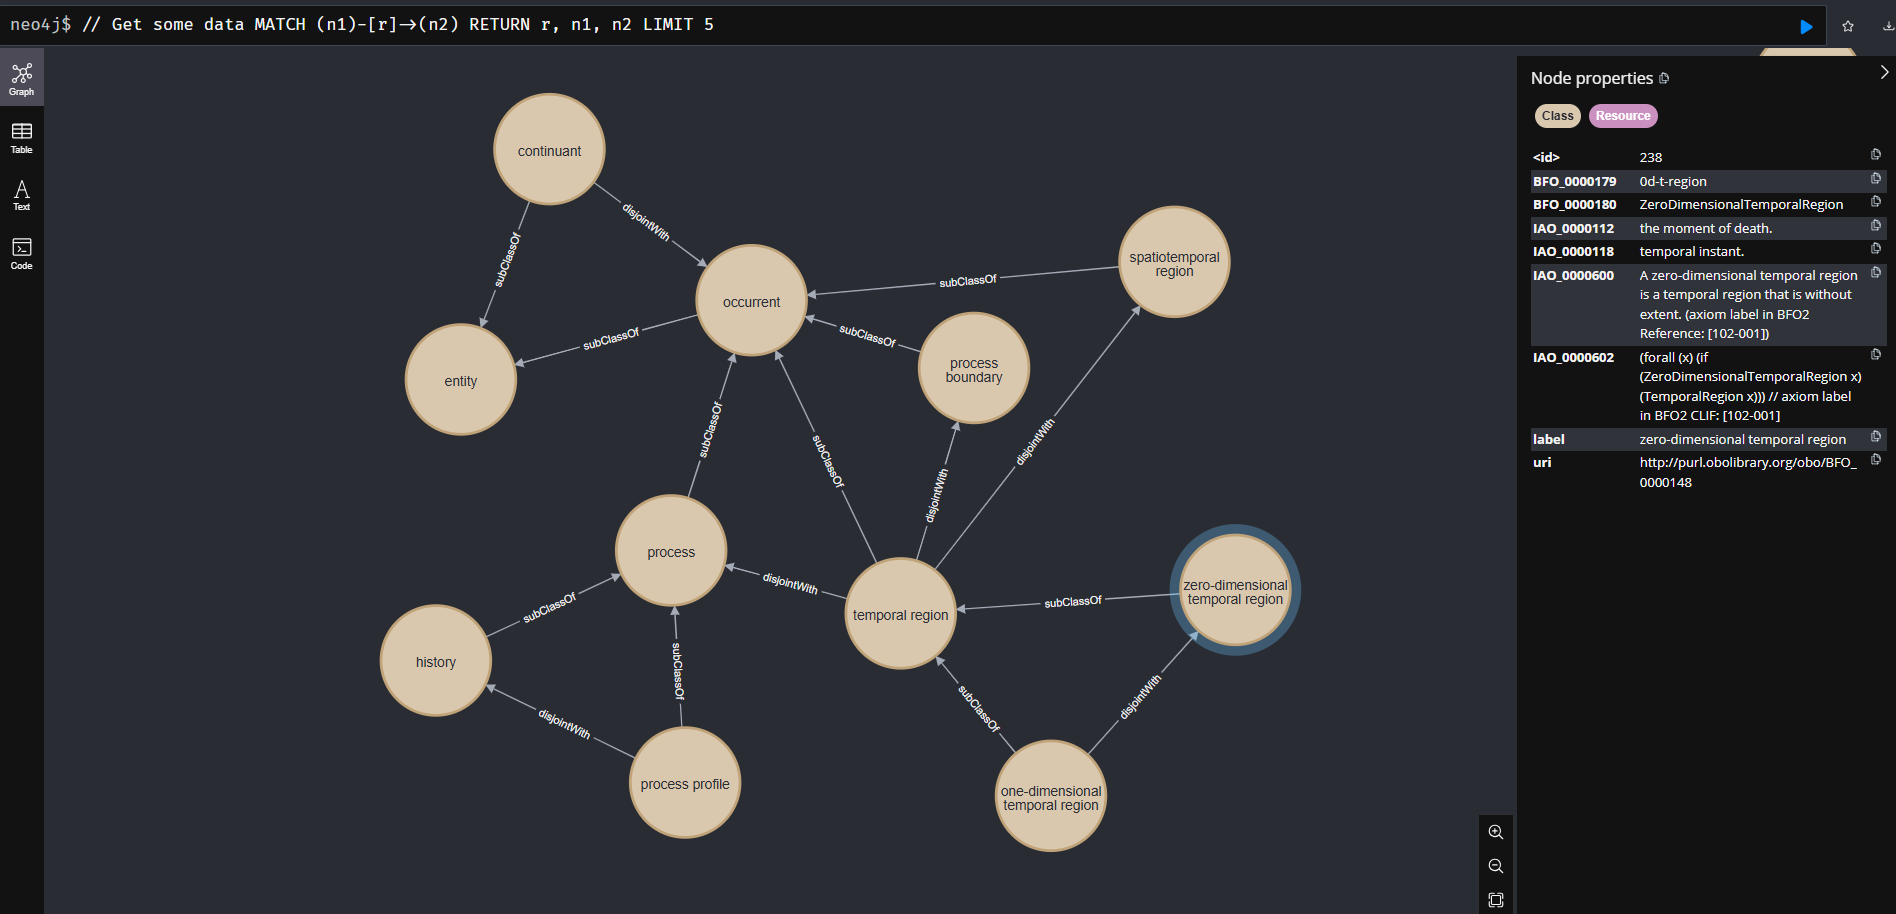 neo4j$ // Get some data MATCH (n1)-[r]→(n2) RETURN r, n1, n2 LIMIT 5
Graph
Table
Text
Code
continuant
disjointWith
subClassOf
occurrent
spatiotemporal
region
subClassOf
subClassOf
subClassOf
process
boundary
entity
subClassOf
subClassOf
disjointWith
disjointWith
process
disjointWith
temporal region
subClassOf
zero-dimensional
temporal region
subClassOf
history
subClassOf
disjointWith
subClassOf
disjointWith
process profile
one-dimensional
temporal region
Node properties
Class Resource
<id> 238
BFO_0000179 0d-t-region
BFO_0000180 ZeroDimensionalTemporalRegion
IAO_0000112 the moment of death.
IAO_0000118 temporal instant.
IAO_0000600 A zero-dimensional temporal region
is a temporal region that is without
extent. (axiom label in BFO2
Reference: [102-001])
IAO_0000602 (forall (x) (if
(ZeroDimensionalTemporalRegion x)
(TemporalRegion x))) // axiom label
in BFO2 CLIF: [102-001]
label zero-dimensional temporal region
uri http://purl.obolibrary.org/obo/BFO_
0000148